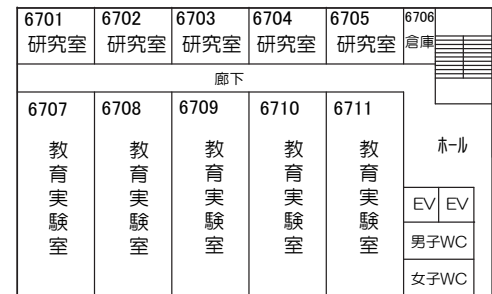 6701
研究室
6702
研究室
6703
研究室
6704
研究室
6705
研究室
6706
倉庫
廊下
6707
教育実験室
6708
教育実験室
6709
教育実験室
6710
教育実験室
6711
教育実験室
ホール
EV EV
男子WC
女子WC